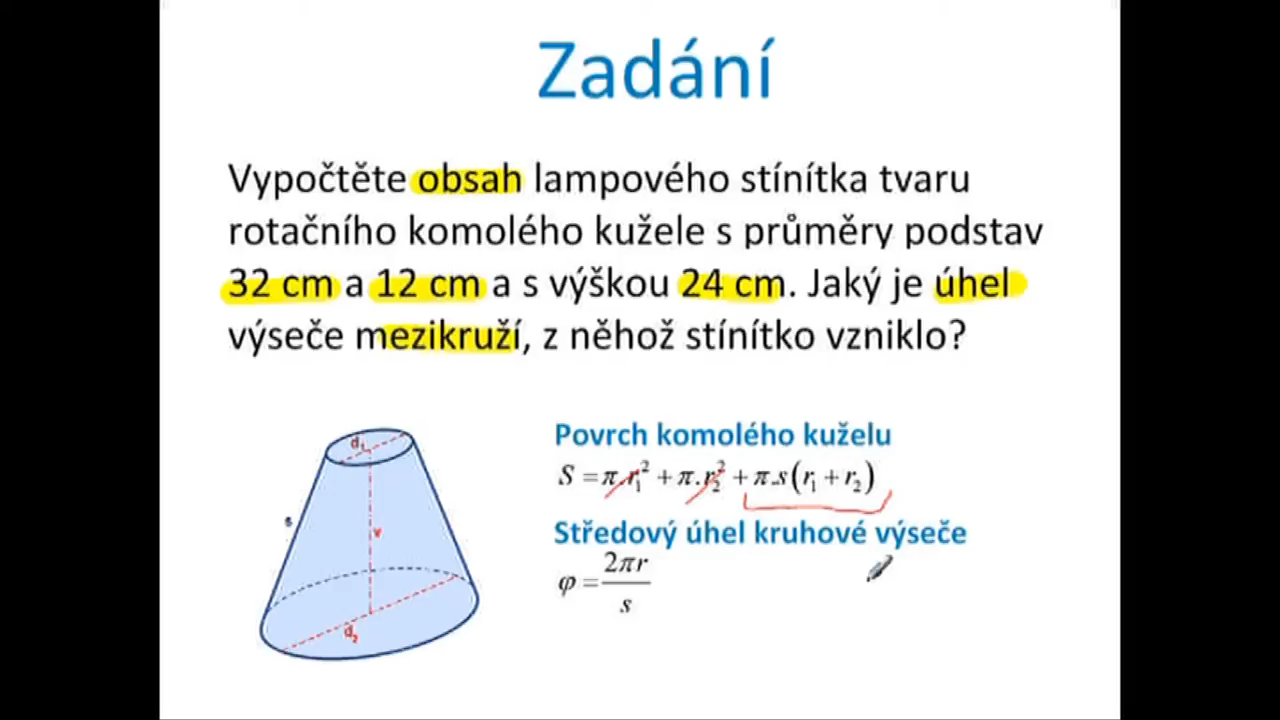 Zadání
Vypočtěte obsah lampového stínítka tvaru
rotačního komolého kužele s průměry podstav
32 cm a 12 cm a s výškou 24 cm. Jaký je úhel
výseče mezikruží, z něhož stínítko vzniklo?
Povrch komolého kuželu
S = π.r₁² + π.r₂² + π.s(r₁ + r₂)
Středový úhel kruhové výseče
φ = 2πr/s
d₁
s
v
d₂